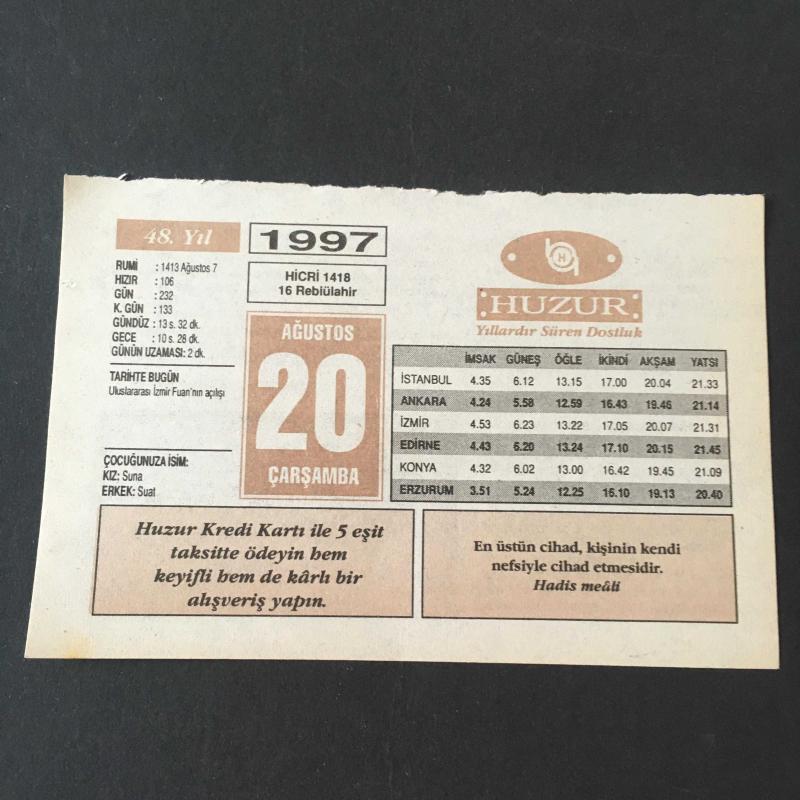 48. Yıl
1997
RUMİ : 1413 Ağustos 7
HIZIR : 106
GÜN : 232
K. GÜN : 133
GÜNDÜZ : 13 s. 32 dk.
GECE : 10 s. 28 dk.
GÜNÜN UZAMASI: 2 dk.
HİCRİ 1418
16 Rebiülahir
TARİHTE BUGÜN
Uluslararası İzmir Fuarı'nın açılışı
ÇOCUĞUNUZA İSİM:
KIZ: Suna
ERKEK: Suat
AĞUSTOS
20
ÇARŞAMBA
H
HUZUR
Yıllardır Süren Dostluk
İMSAK GÜNEŞ ÖĞLE İKİNDİ AKŞAM YATSI
İSTANBUL 4.35 6.12 13.15 17.00 20.04 21.33
ANKARA 4.24 5.58 12.59 16.43 19.46 21.14
İZMİR 4.53 6.23 13.22 17.05 20.07 21.31
EDİRNE 4.43 6.20 13.24 17.10 20.15 21.45
KONYA 4.32 6.02 13.00 16.42 19.45 21.09
ERZURUM 3.51 5.24 12.25 16.10 19.13 20.40
Huzur Kredi Kartı ile 5 eşit
taksitte ödeyin hem
keyifli hem de kârlı bir
alışveriş yapın.
En üstün cihad, kişinin kendi
nefsiyle cihad etmesidir.
Hadis meâli